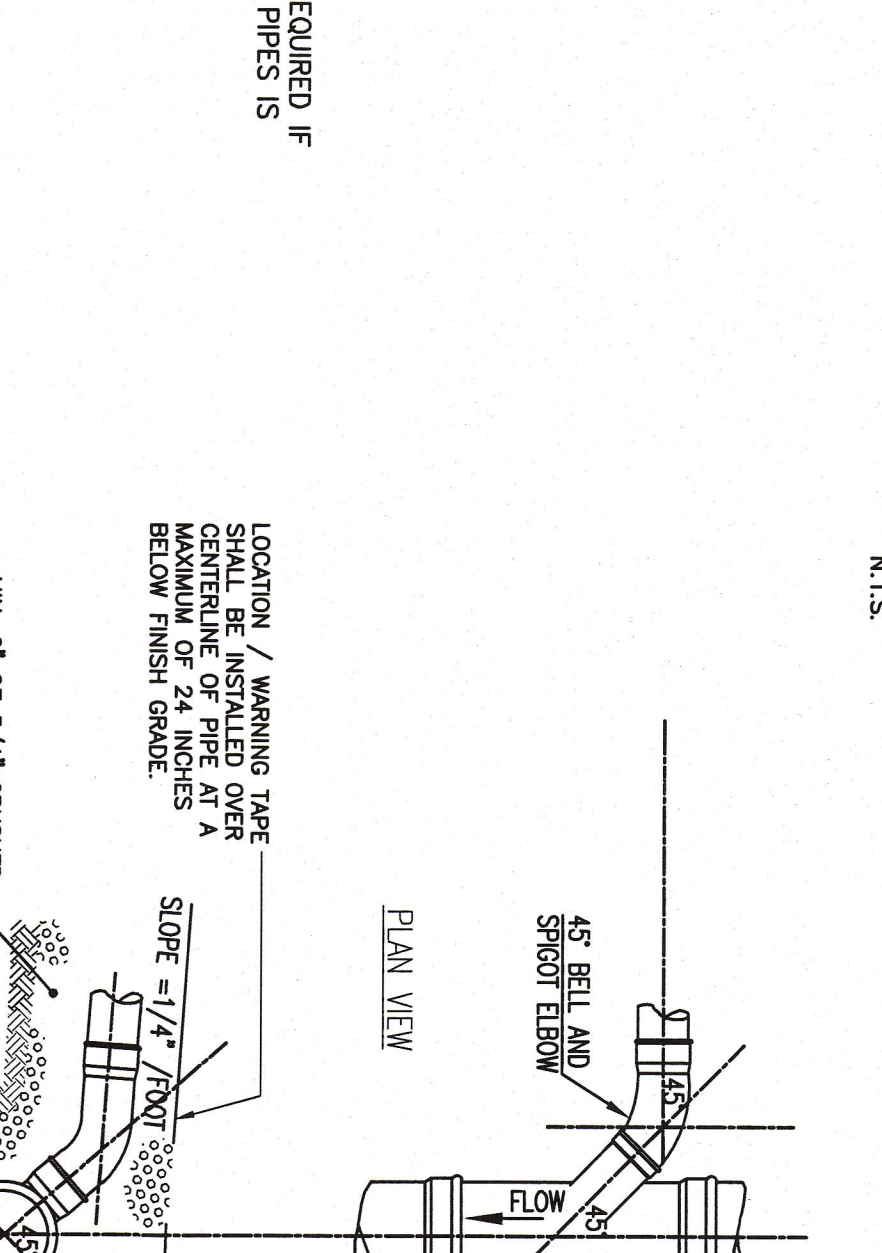 N.T.S.
EQUIRED IF
PIPES IS
45° BELL AND
SPIGOT ELBOW
45
45
FLOW
PLAN VIEW
LOCATION / WARNING TAPE
SHALL BE INSTALLED OVER
CENTERLINE OF PIPE AT A
MAXIMUM OF 24 INCHES
BELOW FINISH GRADE.
SLOPE =1/4" /FOOT
45